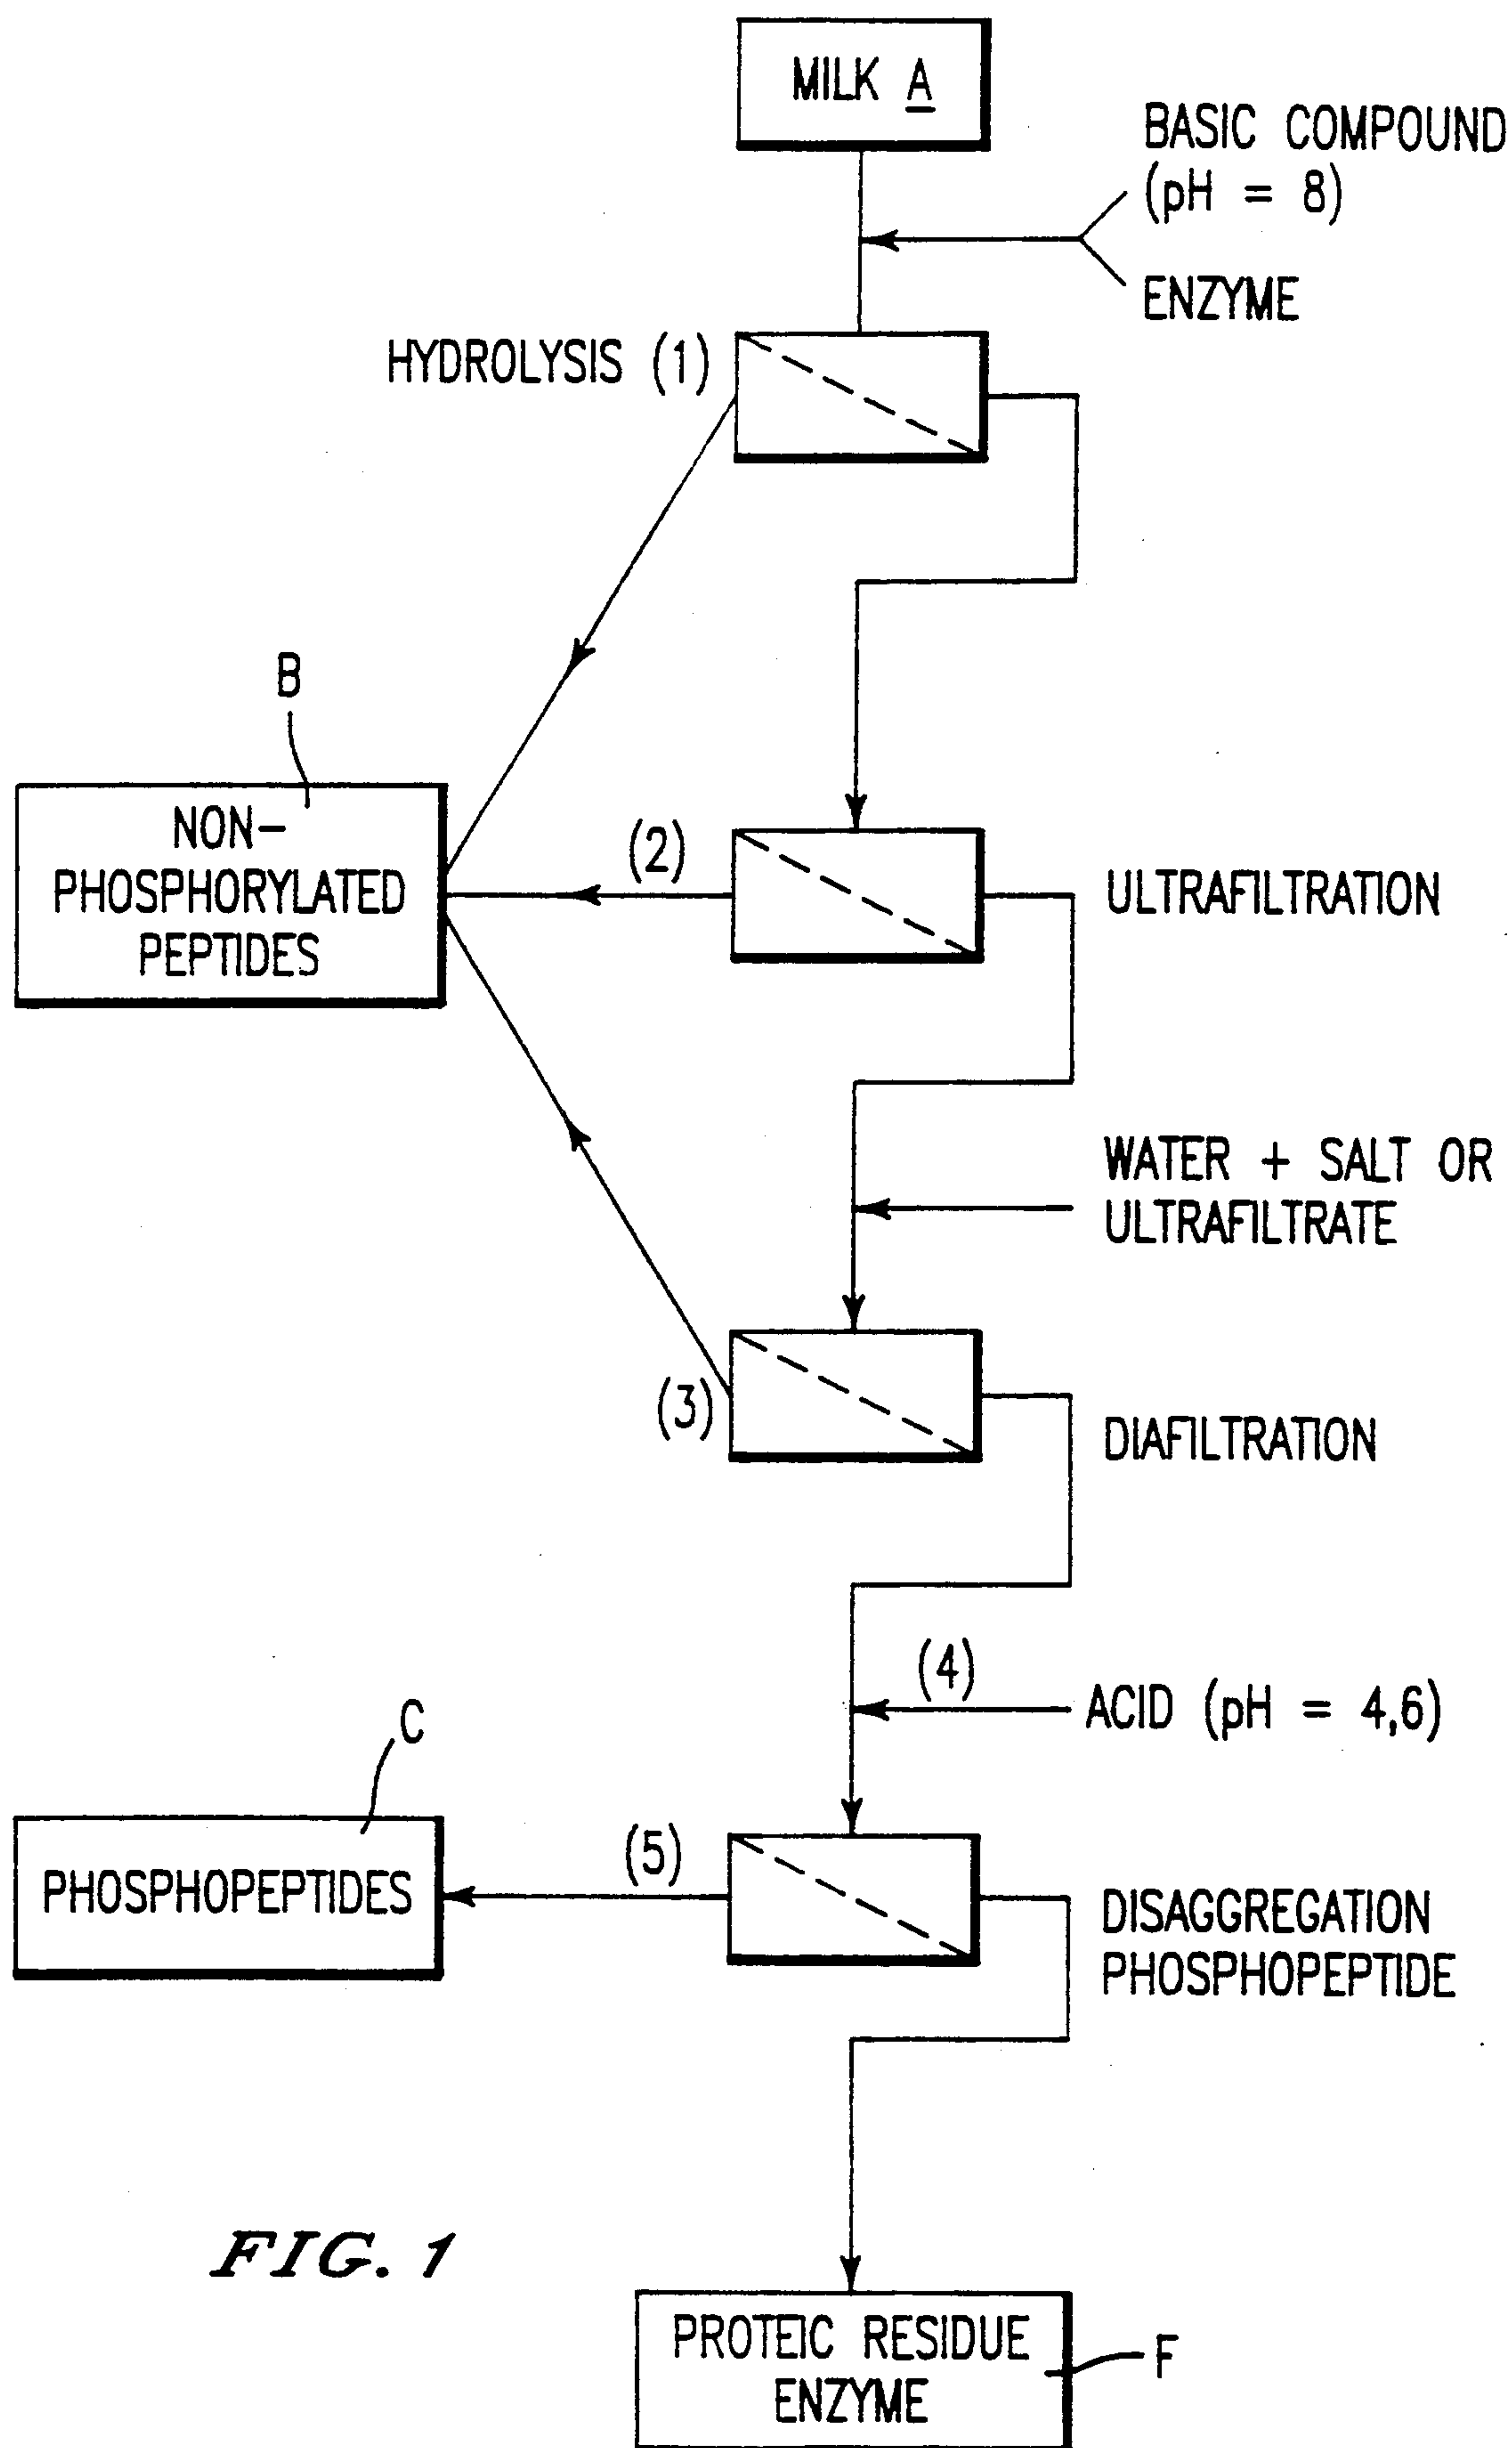 MILK A
BASIC COMPOUND
(pH = 8)
ENZYME
HYDROLYSIS (1)
B
NON-
PHOSPHORYLATED
PEPTIDES
(2)
ULTRAFILTRATION
WATER + SALT OR
ULTRAFILTRATE
(3)
DIAFILTRATION
(4)
ACID (pH = 4,6)
C
PHOSPHOPEPTIDES
(5)
DISAGGREGATION
PHOSPHOPEPTIDE
FIG. 1
PROTEIC RESIDUE
ENZYME
F